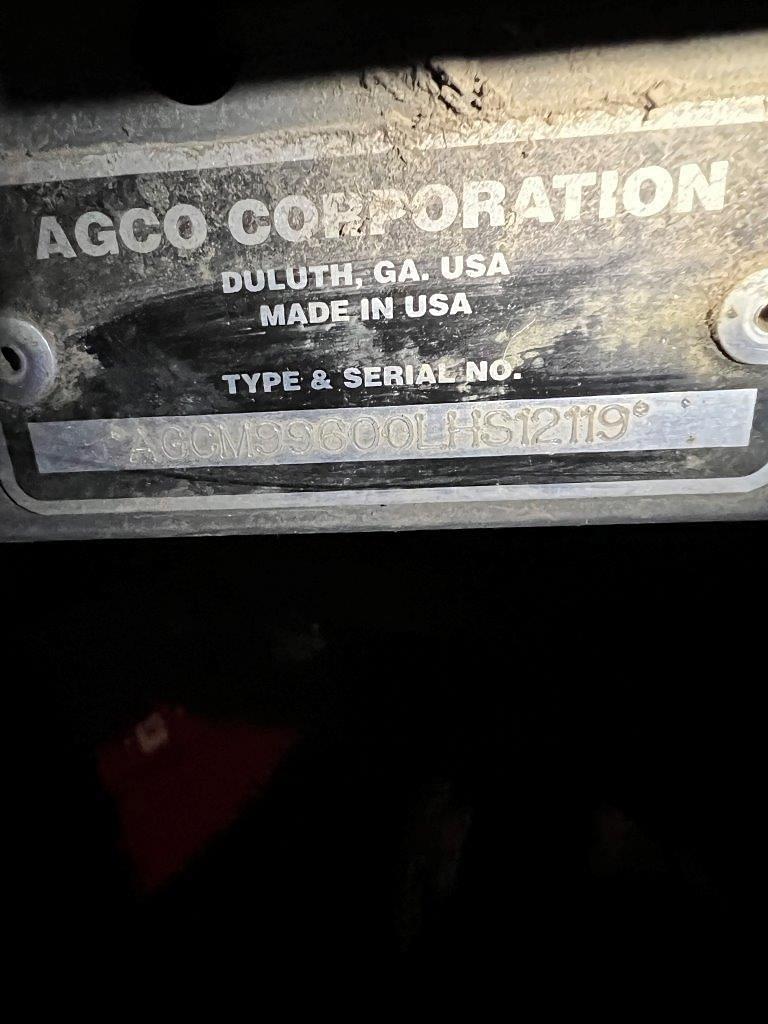 AGCO CORPORATION
DULUTH, GA. USA
MADE IN USA
TYPE & SERIAL NO.
*AGCM99600LHS12119*